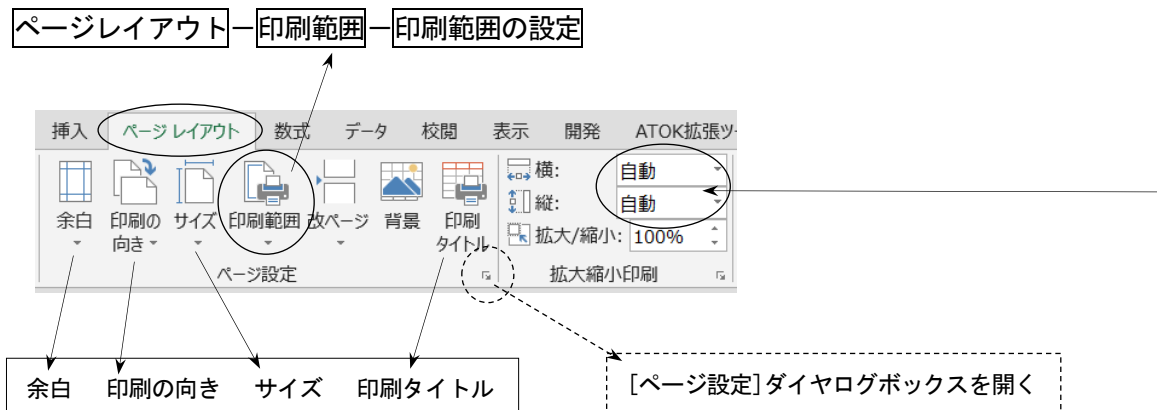 ページレイアウト－印刷範囲－印刷範囲の設定
挿入 ページ レイアウト 数式 データ 校閲 表示 開発 ATOK拡張ツ
余白 印刷の向き サイズ 印刷範囲 改ページ 背景 印刷タイトル
横: 自動
縦: 自動
拡大/縮小: 100%
ページ設定 拡大縮小印刷
余白 印刷の向き サイズ 印刷タイトル
[ページ設定]ダイヤログボックスを開く